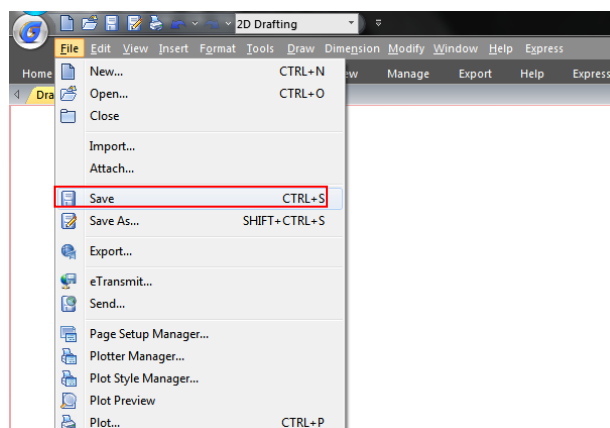 2D Drafting
File Edit View Insert Format Tools Draw Dimension Modify Window Help Express
Home Manage Export Help Express
Dra
New... CTRL+N
Open... CTRL+O
Close
Import...
Attach...
Save CTRL+S
Save As... SHIFT+CTRL+S
Export...
eTransmit...
Send...
Page Setup Manager...
Plotter Manager...
Plot Style Manager...
Plot Preview
Plot... CTRL+P